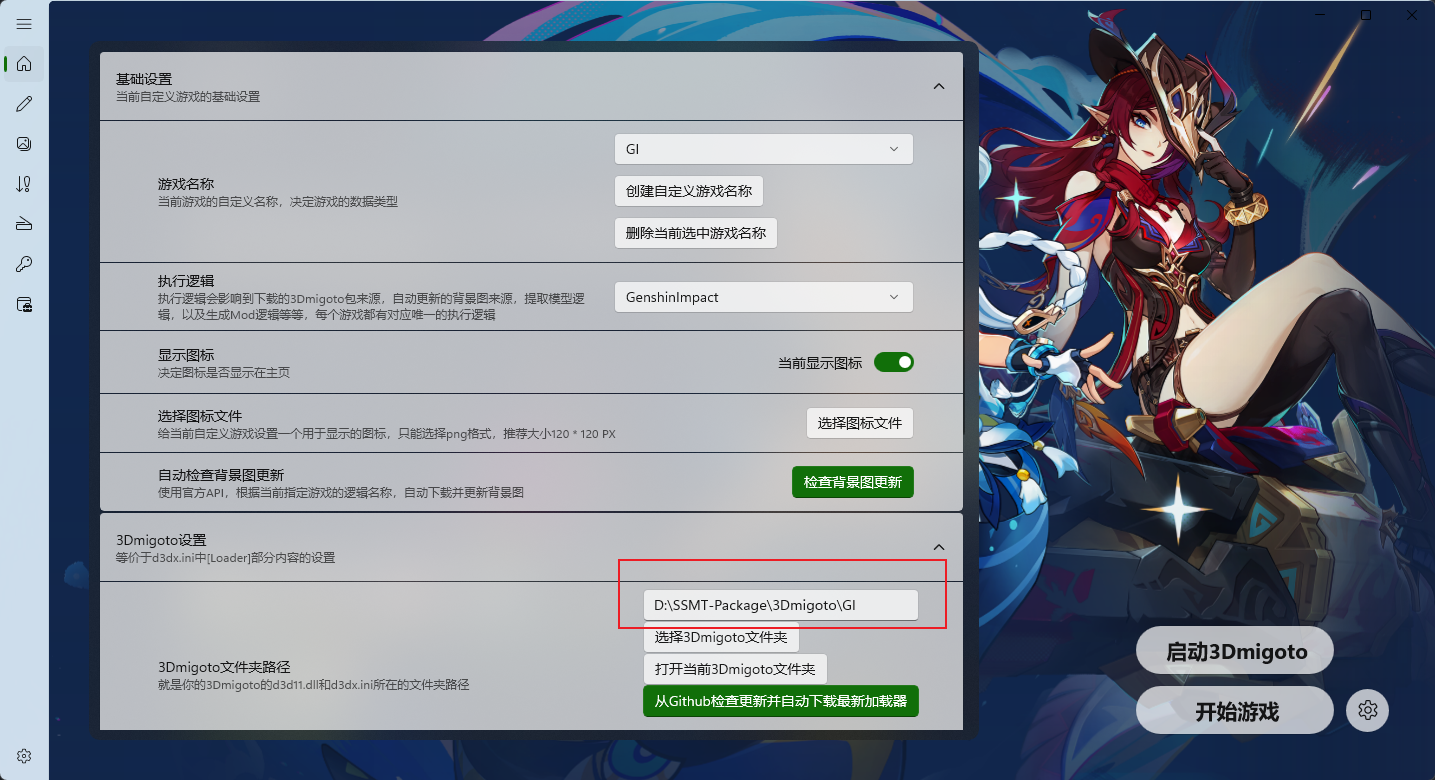 基础设置
当前自定义游戏的基础设置
游戏名称
当前游戏的自定义名称，决定游戏的数据类型
GI
创建自定义游戏名称
删除当前选中游戏名称
执行逻辑
执行逻辑会影响到下载的3Dmigoto包来源，自动更新的背景图来源，提取模型逻
辑，以及生成Mod逻辑等等，每个游戏都有对应唯一的执行逻辑
GenshinImpact
显示图标
决定图标是否显示在主页
当前显示图标
选择图标文件
给当前自定义游戏设置一个用于显示的图标，只能选择png格式，推荐大小120 * 120 PX
选择图标文件
自动检查背景图更新
使用官方API，根据当前指定游戏的逻辑名称，自动下载并更新背景图
检查背景图更新
3Dmigoto设置
等价于d3dx.ini中[Loader]部分内容的设置
3Dmigoto文件夹路径
就是你的3Dmigoto的d3d11.dll和d3dx.ini所在的文件夹路径
D:\SSMT-Package\3Dmigoto\GI
选择3Dmigoto文件夹
打开当前3Dmigoto文件夹
从Github检查更新并自动下载最新加载器
启动3Dmigoto
开始游戏